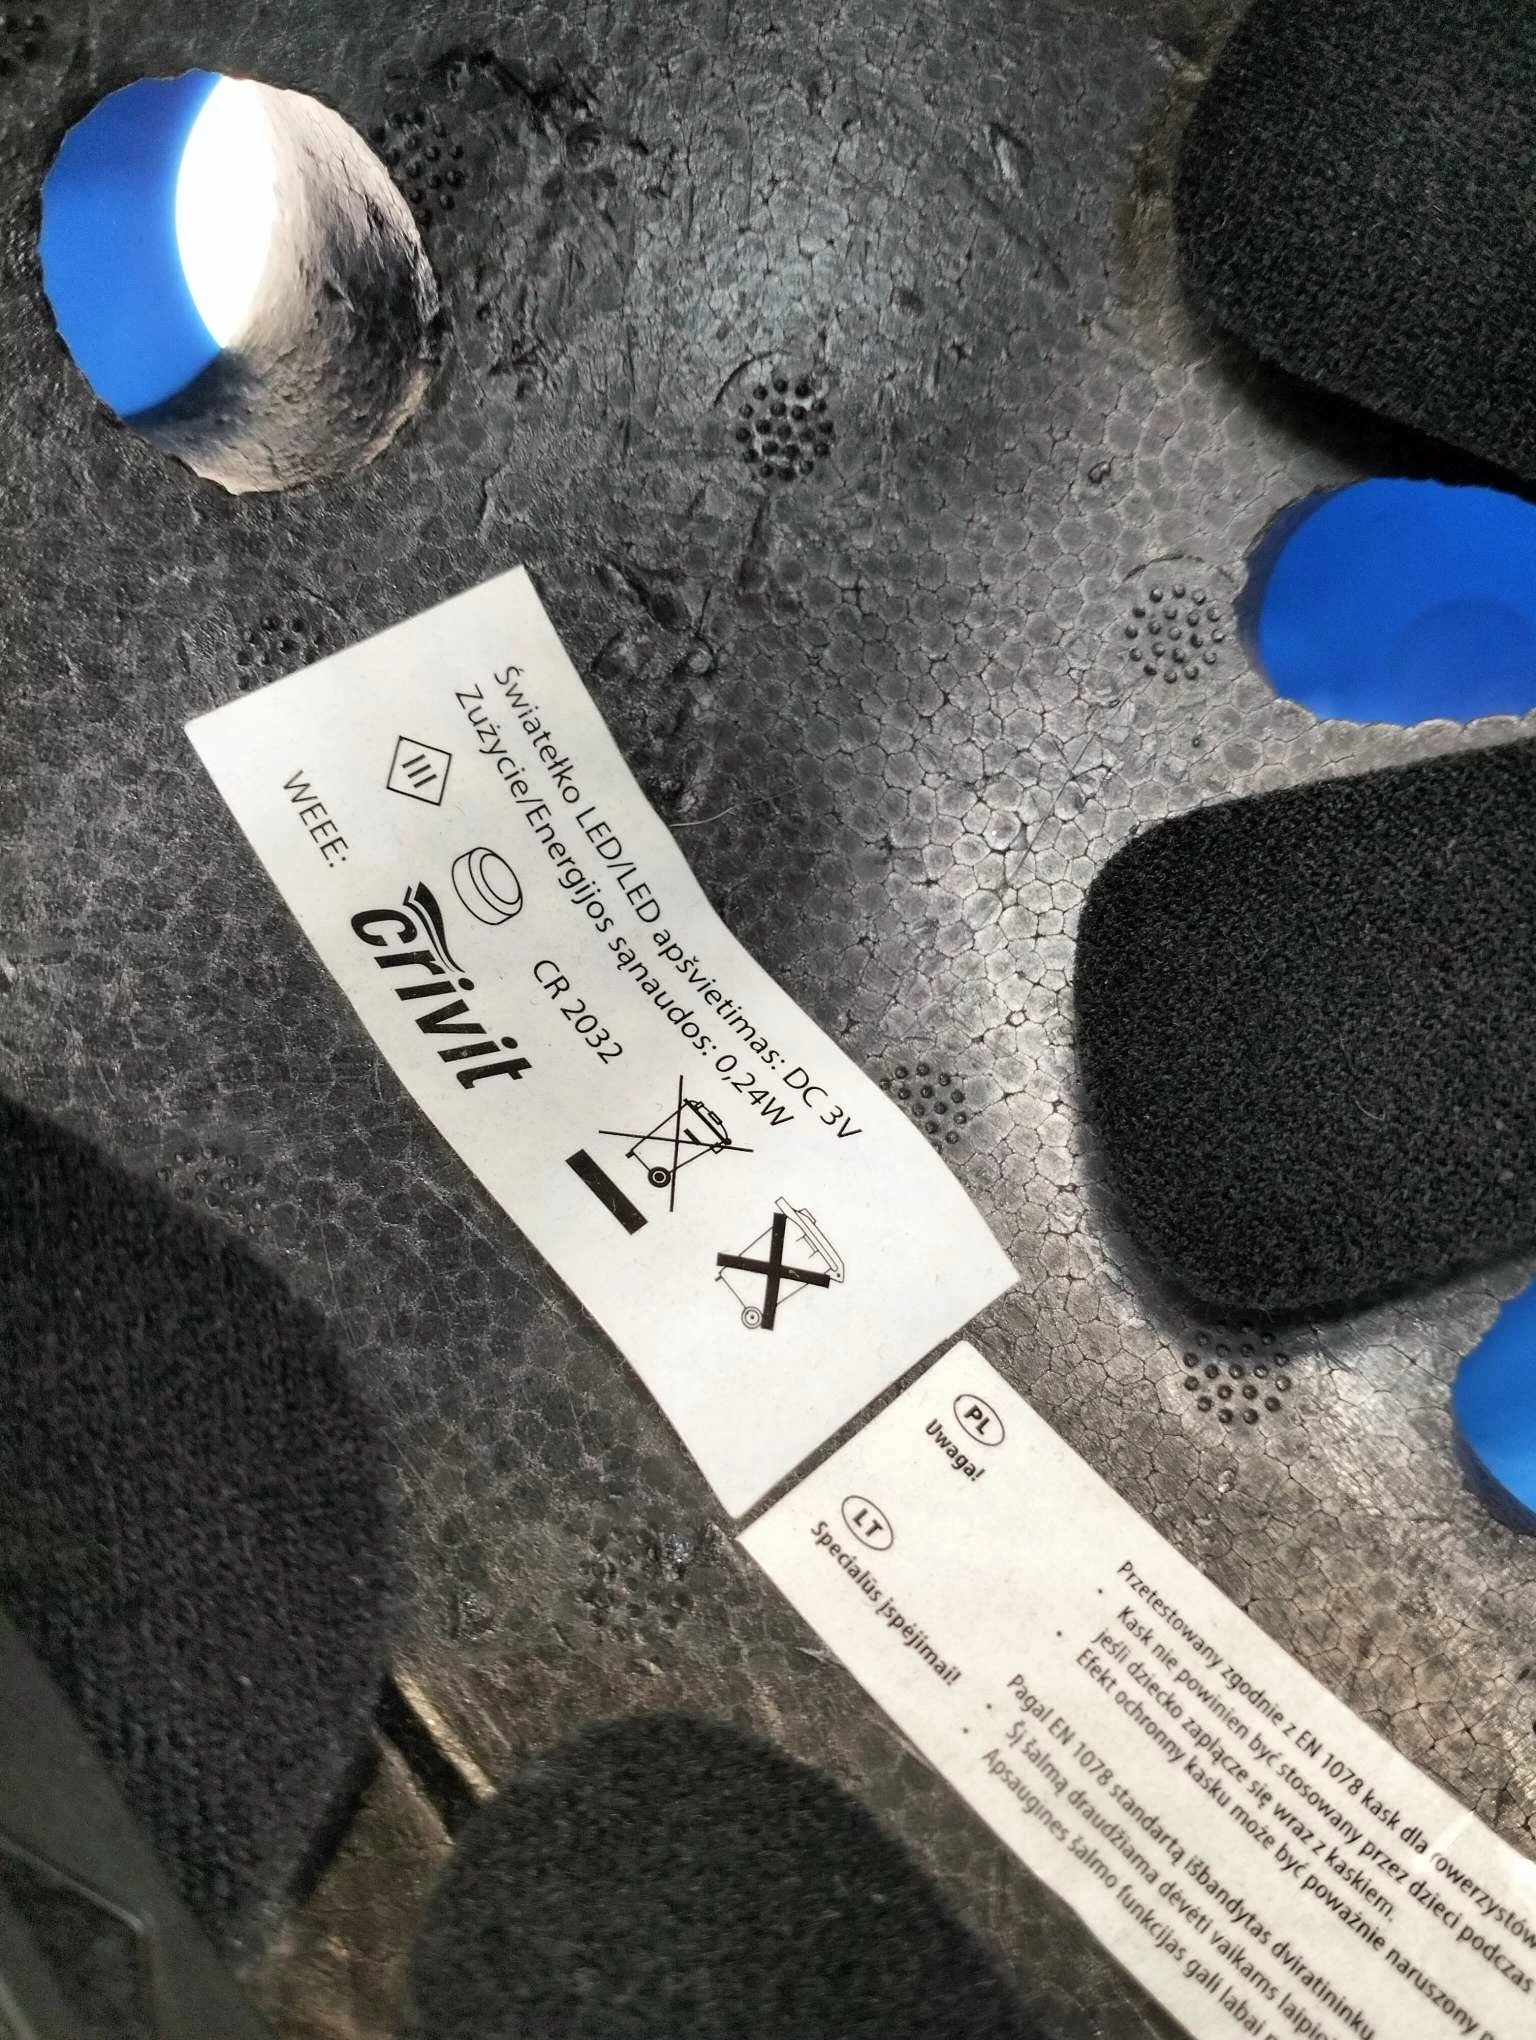 Światełko LED/LED apšvietimas: DC 3V
Zużycie/Energijos sąnaudos: 0,24W
III
CR 2032
WEEE:
crivit
PL
Uwaga!
Przetestowany zgodnie z EN 1078 kask dla rowerzystów
• Kask nie powinien być stosowany przez dzieci podczas
jeśli dziecko zaplącze się wraz z kaskiem.
• Efekt ochronny kasku może być poważnie naruszony
LT
Specialūs įspėjimai!
Pagal EN 1078 standartą išbandytas dviratininkų
• Šį šalmą draudžiama dėvėti vaikams
• Apsauginės šalmo funkcijas gali labai